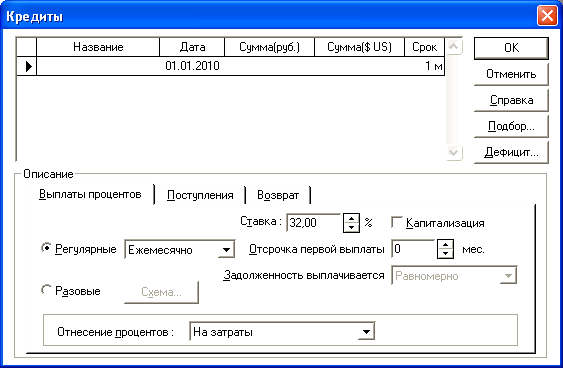 Кредиты
Название Дата Сумма(руб.) Сумма($ US) Срок
01.01.2010 1 м
OK
Отменить
Справка
Подбор...
Дефицит...
Описание
Выплаты процентов Поступления Возврат
Ставка : 32,00 % Капитализация
Регулярные Ежемесячно Отсрочка первой выплаты 0 мес.
Задолженность выплачивается Равномерно
Разовые Схема...
Отнесение процентов : На затраты